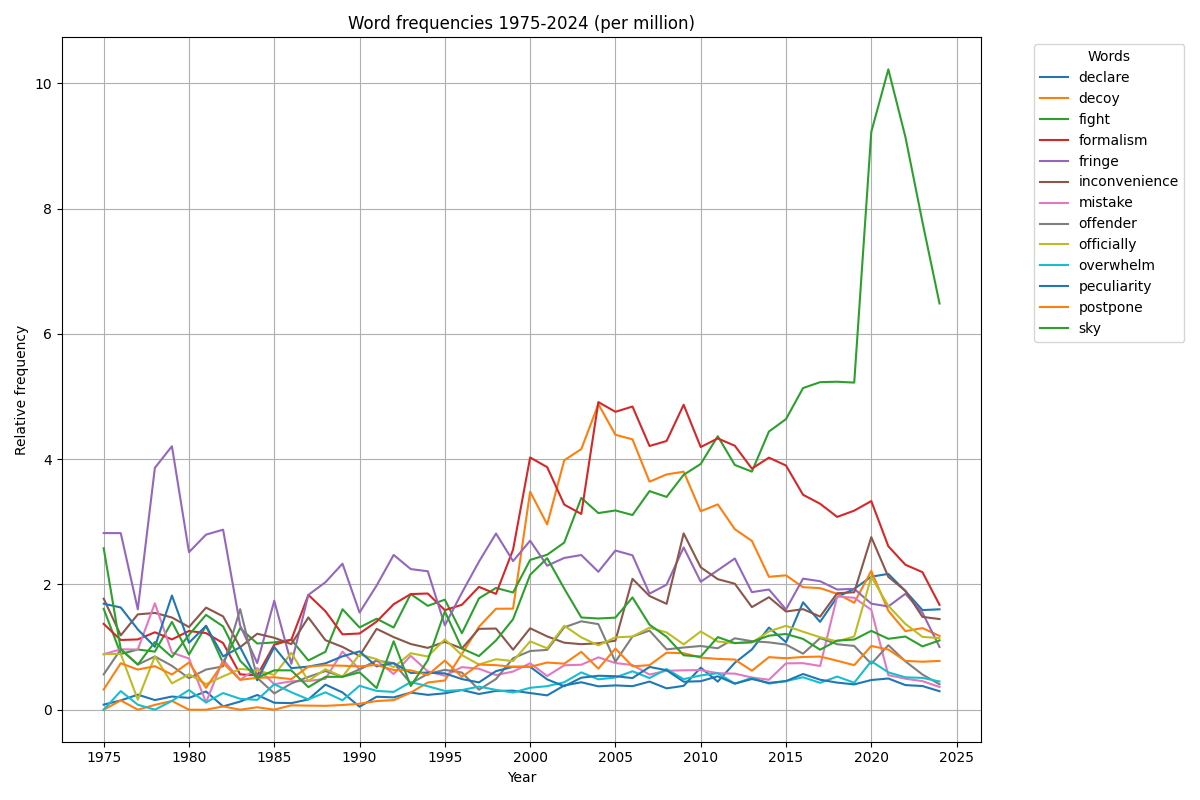 Word frequencies 1975-2024 (per million)
Relative frequency
10
8
6
4
2
0
1975 1980 1985 1990 1995 2000 2005 2010 2015 2020 2025
Year
Words
declare
decoy
fight
formalism
fringe
inconvenience
mistake
offender
officially
overwhelm
peculiarity
postpone
sky